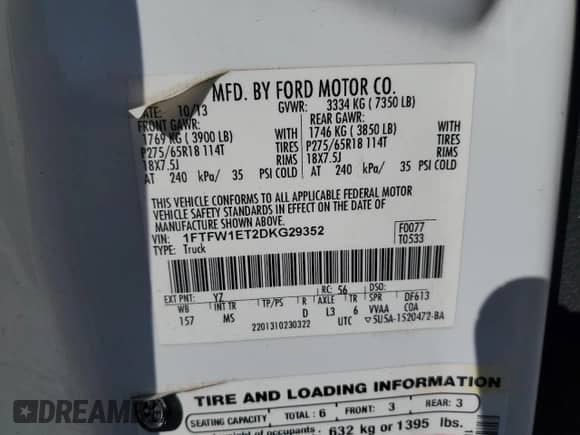 MFD. BY FORD MOTOR CO.
DATE: 10/13 GVWR: 3334 KG ( 7350 LB)
FRONT GAWR: REAR GAWR:
1769 KG ( 3900 LB) WITH 1746 KG ( 3850 LB) WITH
P275/65R18 114T TIRES P275/65R18 114T TIRES
18X7.5J RIMS 18X7.5J RIMS
AT 240 kPa/ 35 PSI COLD AT 240 kPa/ 35 PSI COLD
THIS VEHICLE CONFORMS TO ALL APPLICABLE FEDERAL MOTOR
VEHICLE SAFETY STANDARDS IN EFFECT ON THE DATE OF
MANUFACTURE SHOWN ABOVE.
VIN: 1FTFW1ET2DKG29352 F0077
TYPE: Truck T0533
EXT PNT: YZ RC: 56 DSO:
WB INT TR TP/PS R AXLE TR SPR DF613
157 MS D L3 6 VVAA COA
2201310230322 UTC ▽5U5A-1520472-BA
TIRE AND LOADING INFORMATION
SEATING CAPACITY TOTAL: 6 FRONT: 3 REAR: 3
ght of occupants 632 kg or 1395 lbs.
DREAM